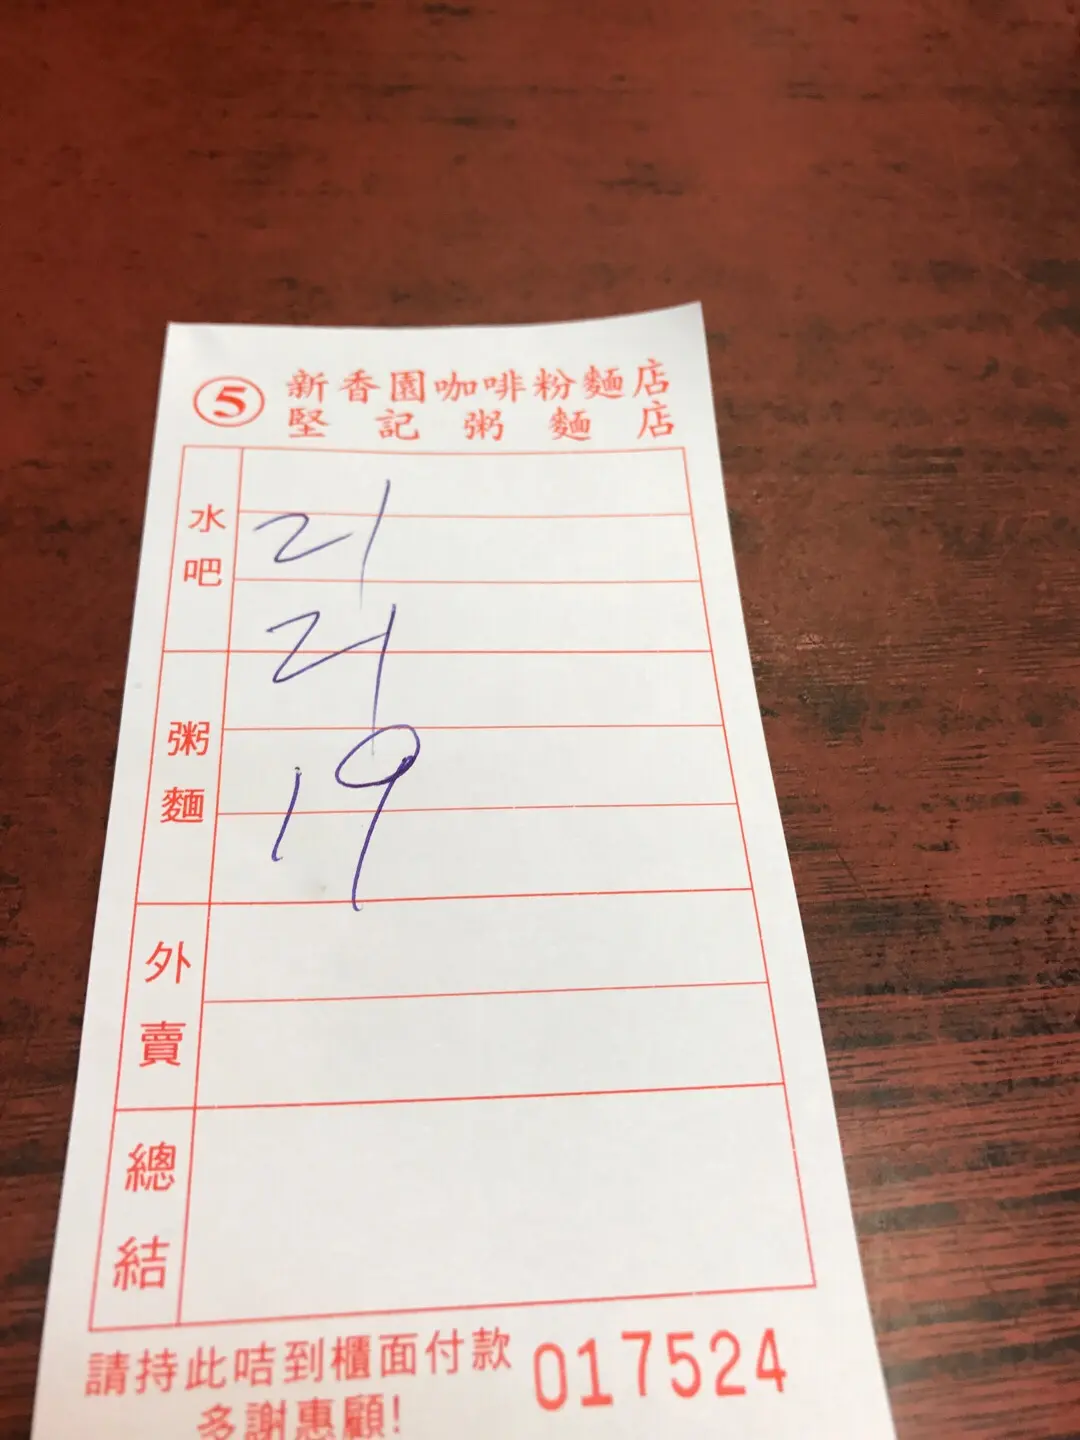 5 新香園咖啡粉麵店
堅記粥麵店
水吧
21
21
粥麵
19
外賣
總結
請持此咭到櫃面付款 017524
多謝惠顧!